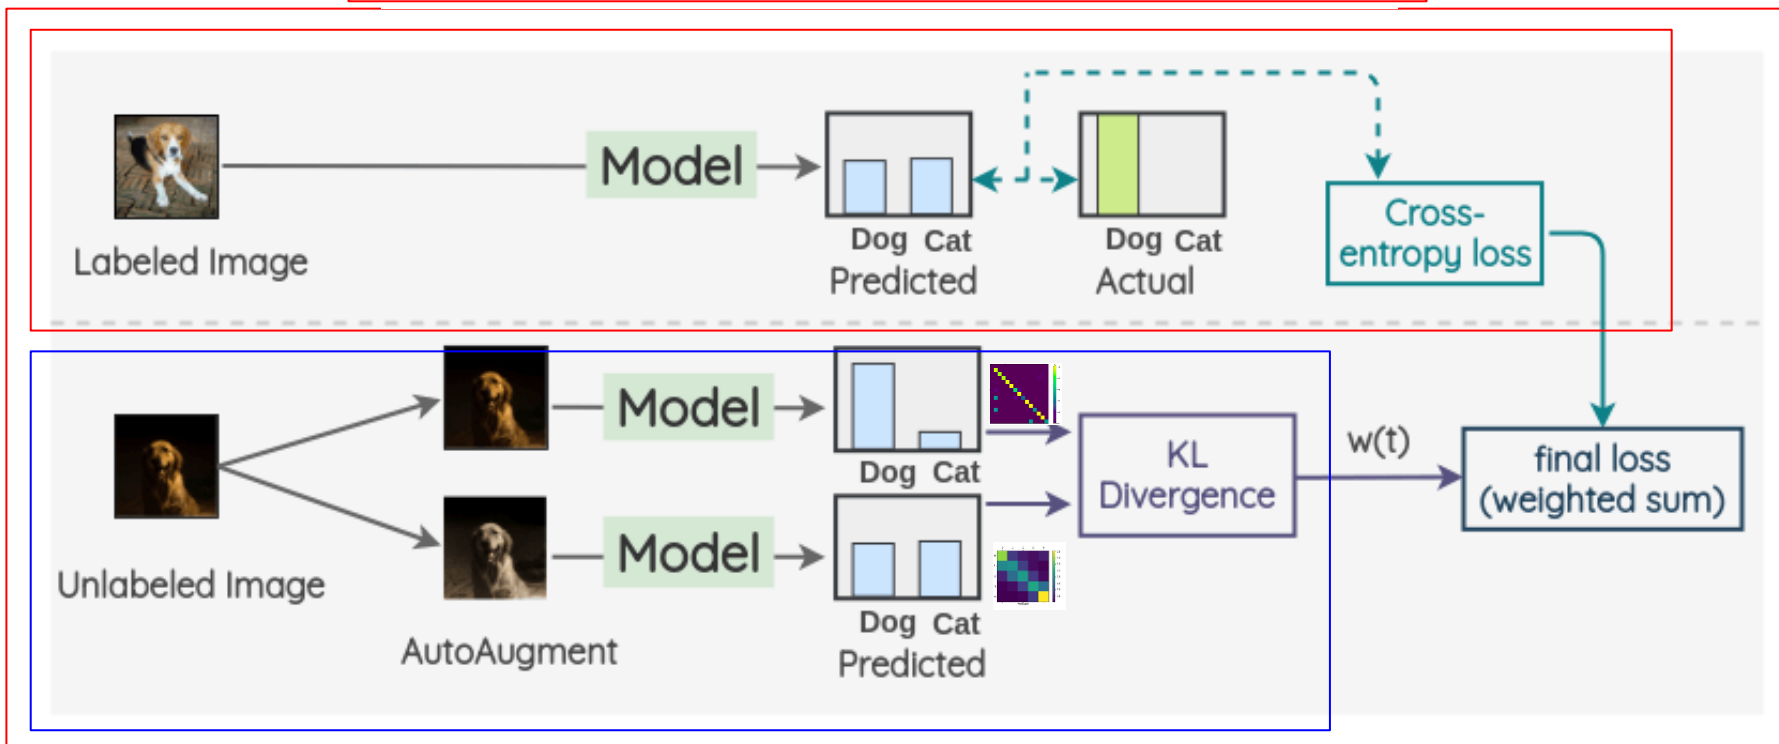 Model
Dog Cat
Predicted
Dog Cat
Actual
Cross-
entropy loss
Labeled Image
Model
Dog Cat
KL
Divergence
w(t)
final loss
(weighted sum)
Unlabeled Image
Model
Dog Cat
Predicted
AutoAugment